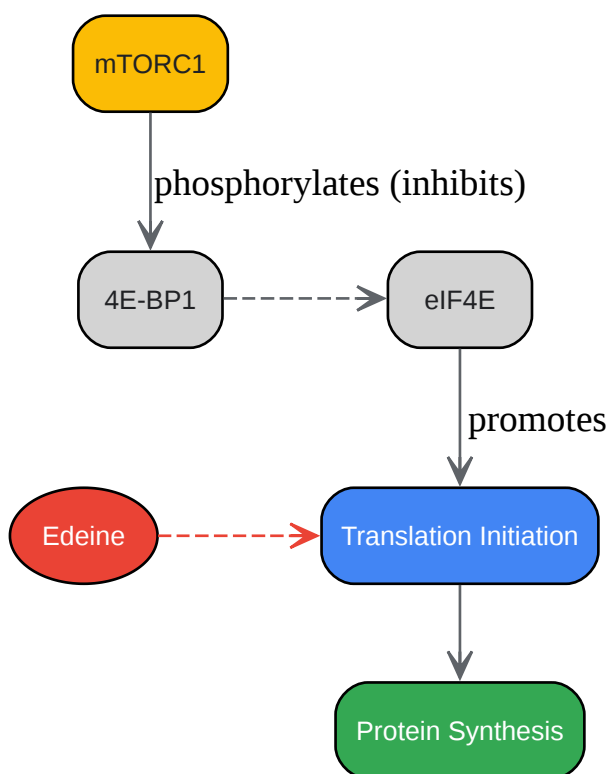 mTORC1
phosphorylates (inhibits)
4E-BP1
eIF4E
promotes
Edeine
Translation Initiation
Protein Synthesis